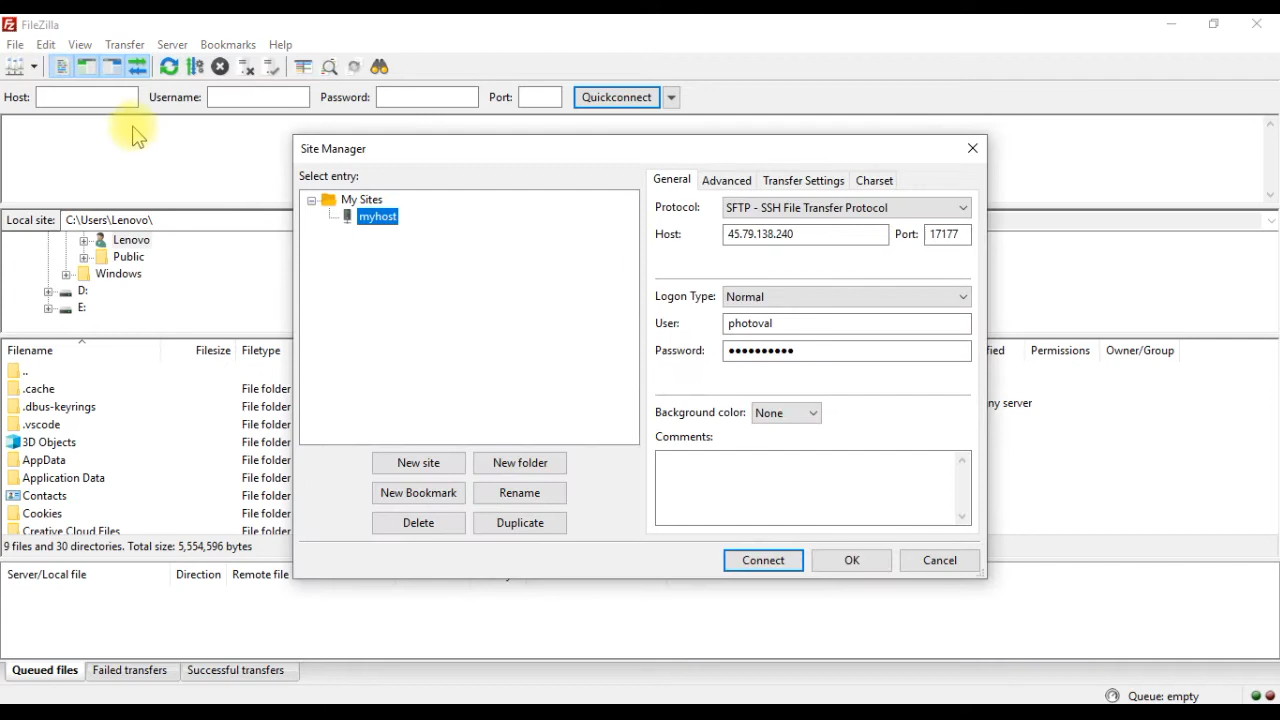 FileZilla
File Edit View Transfer Server Bookmarks Help
Host: Username: Password: Port: Quickconnect
Site Manager
Select entry:
My Sites
myhost
New site New folder
New Bookmark Rename
Delete Duplicate
General Advanced Transfer Settings Charset
Protocol: SFTP - SSH File Transfer Protocol
Host: 45.79.138.240 Port: 17177
Logon Type: Normal
User: photoval
Password: ●●●●●●●●●●
Background color: None
Comments:
Connect OK Cancel
Local site: C:\Users\Lenovo\
Lenovo
Public
Windows
D:
E:
Filename Filesize Filetype
..
.cache File folder
.dbus-keyrings File folder
.vscode File folder
3D Objects File folder
AppData File folder
Application Data File folder
Contacts File folder
Cookies File folder
Creative Cloud Files File folder
9 files and 30 directories. Total size: 5,554,596 bytes
Permissions Owner/Group
server
Server/Local file Direction Remote file
Queued files Failed transfers Successful transfers
Queue: empty